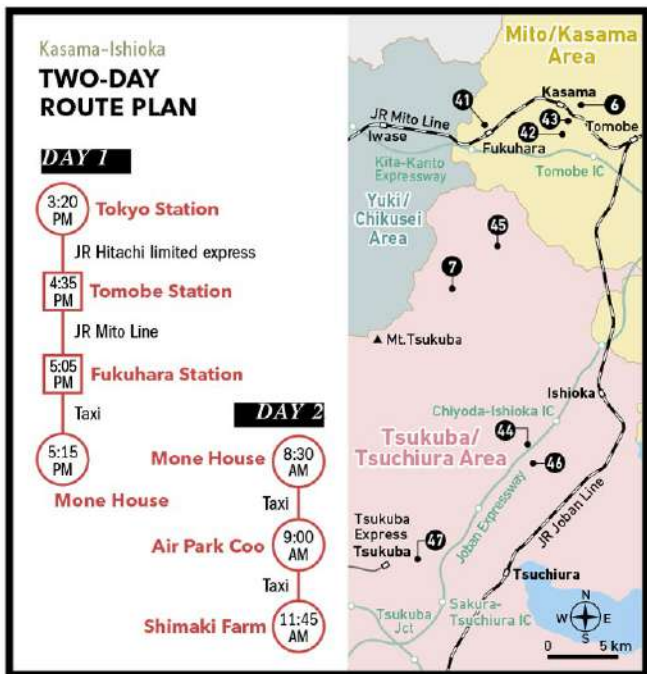 Kasama-Ishioka
TWO-DAY
ROUTE PLAN
DAY 1
3:20
PM
Tokyo Station
JR Hitachi limited express
4:35
PM
Tomobe Station
JR Mito Line
5:05
PM
Fukuhara Station
Taxi
5:15
PM
Mone House
DAY 2
Mone House
8:30
AM
Taxi
Air Park Coo
9:00
AM
Taxi
Shimaki Farm
11:45
AM
Mito/Kasama
Area
41
Kasama
6
JR Mito Line
43
Iwase
42
Tomobe
Fukuhara
Kita-Kanto
Expressway
Tomobe IC
Yuki/
Chikusei
Area
45
7
Mt.Tsukuba
Ishioka
Chiyoda-Ishioka IC
44
Tsukuba/
Tsuchiura Area
46
Joban Expressway
JR Joban Line
Tsukuba
Express
Tsukuba
47
Tsuchiura
Tsukuba
Jct
Sakura-
Tsuchiura IC
N
W E
S
0 5 km